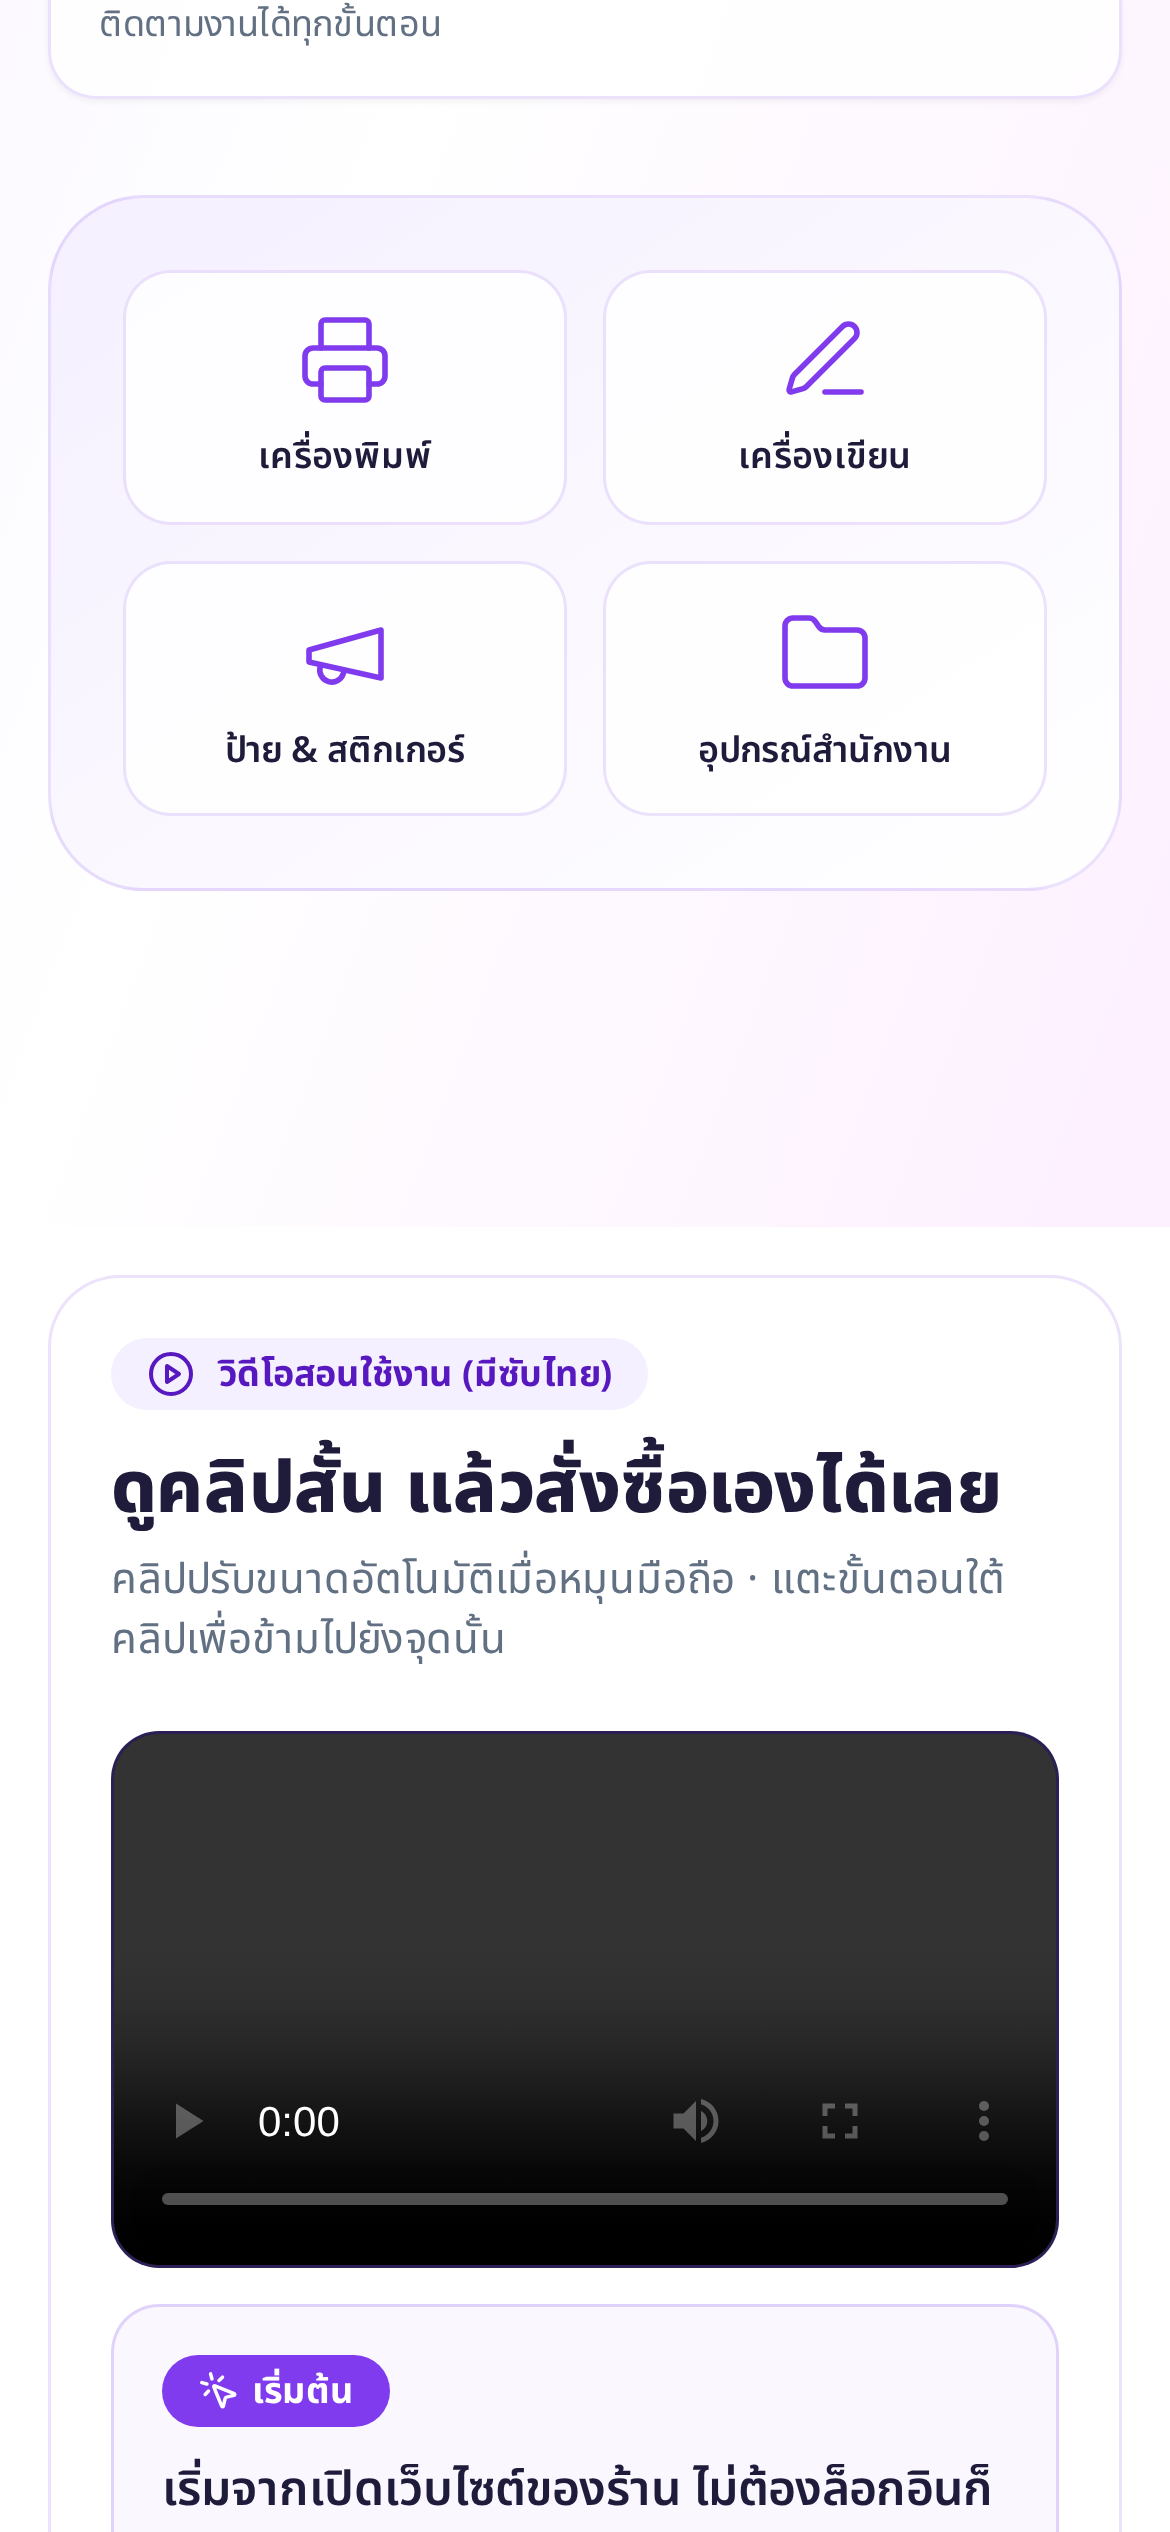 ติดตามงานได้ทุกขั้นตอน
เครื่องพิมพ์
เครื่องเขียน
ป้าย & สติกเกอร์
อุปกรณ์สำนักงาน
วิดีโอสอนใช้งาน (มีซับไทย)
ดูคลิปสั้น แล้วสั่งซื้อเองได้เลย
คลิปปรับขนาดอัตโนมัติเมื่อหมุนมือถือ · แตะขั้นตอนใต้
คลิปเพื่อข้ามไปยังจุดนั้น
0:00
เริ่มต้น
เริ่มจากเปิดเว็บไซต์ของร้าน ไม่ต้องล็อกอินก็